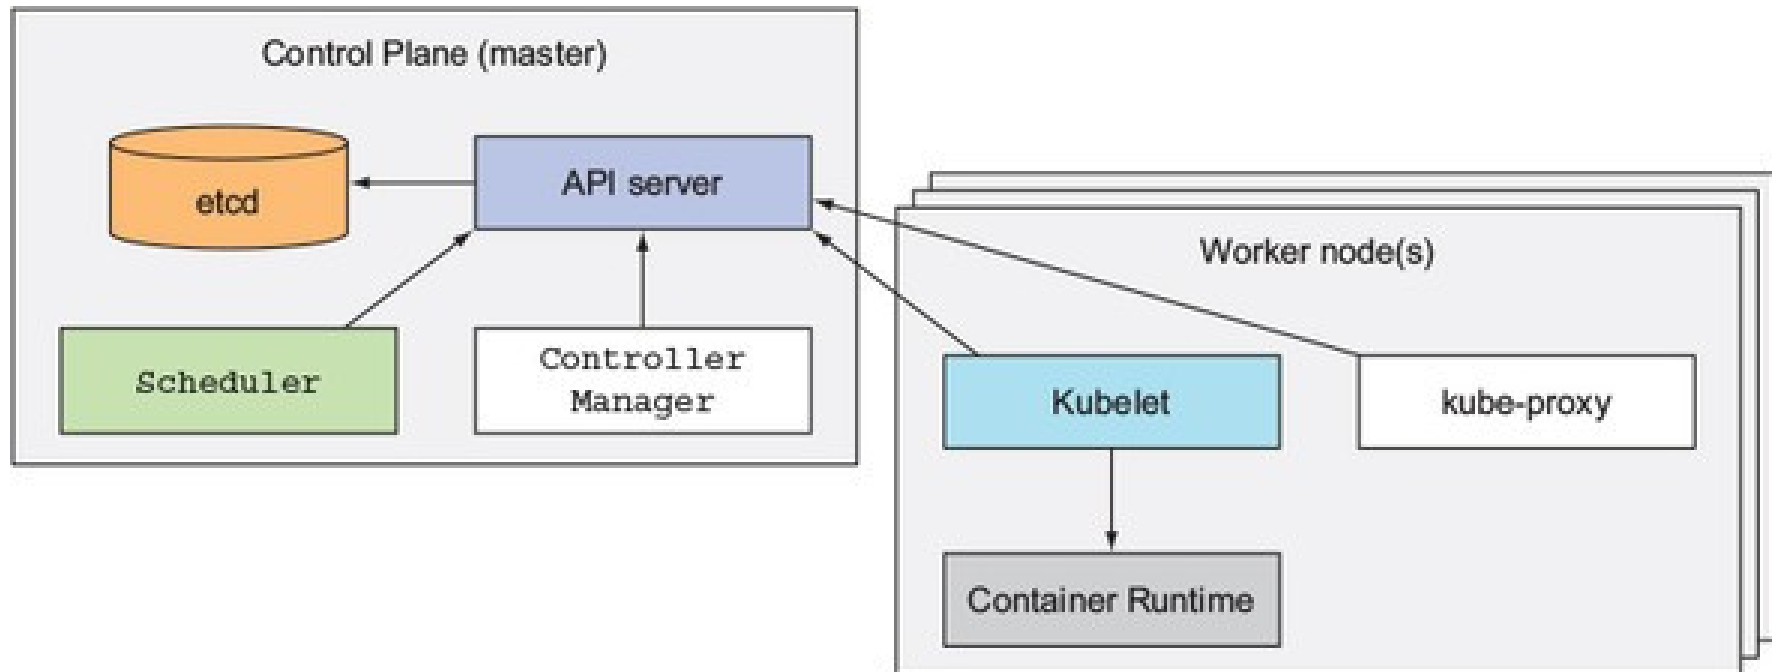 Control Plane (master)
etcd
API server
Scheduler
Controller
Manager
Worker node(s)
Kubelet
kube-proxy
Container Runtime